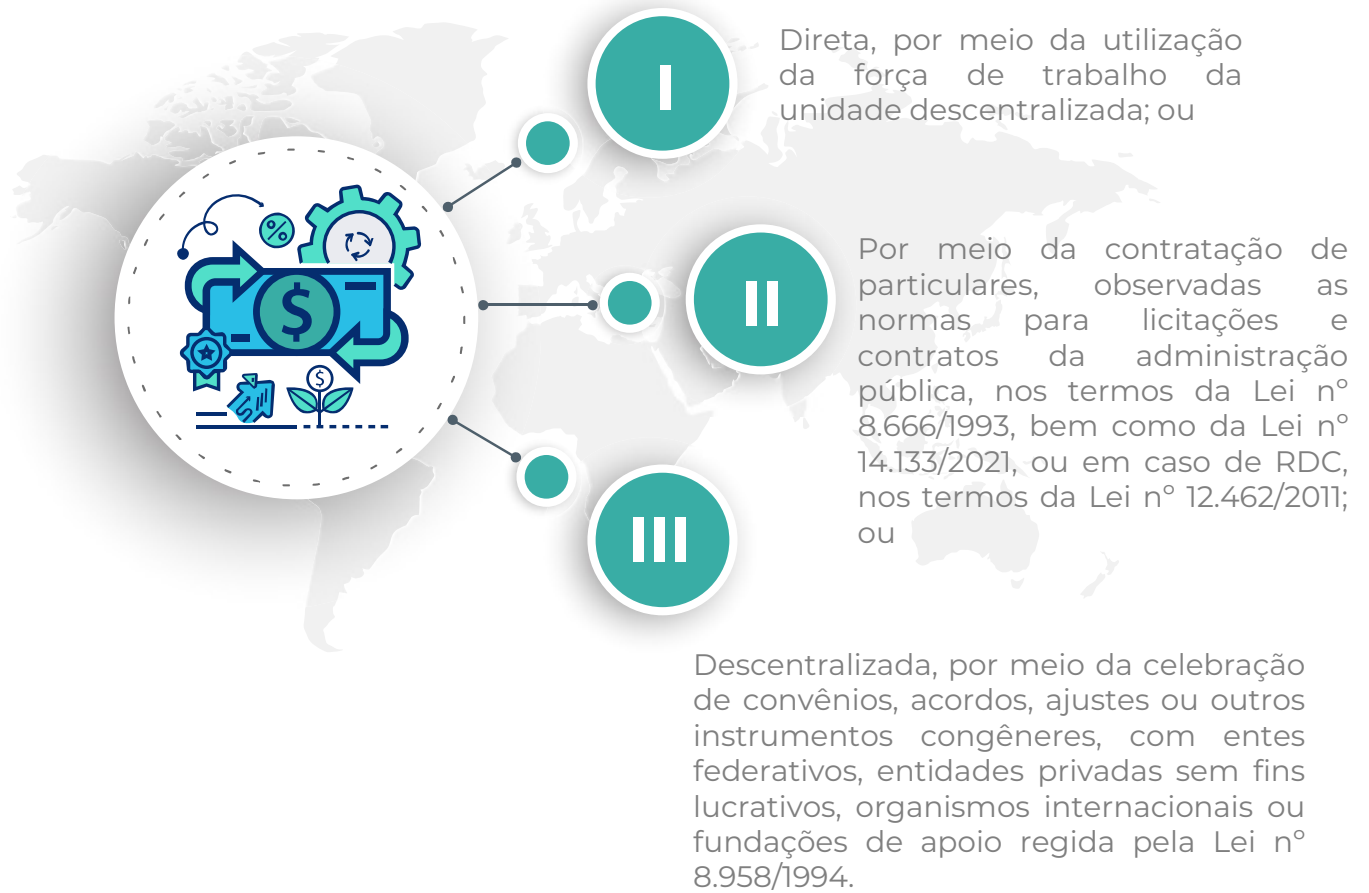 I
Direta, por meio da utilização
da força de trabalho da
unidade descentralizada; ou
%
$
$
II
Por meio da contratação de
particulares, observadas as
normas para licitações e
contratos da administração
pública, nos termos da Lei nº
8.666/1993, bem como da Lei nº
14.133/2021, ou em caso de RDC,
nos termos da Lei nº 12.462/2011;
ou
III
Descentralizada, por meio da celebração
de convênios, acordos, ajustes ou outros
instrumentos congêneres, com entes
federativos, entidades privadas sem fins
lucrativos, organismos internacionais ou
fundações de apoio regida pela Lei nº
8.958/1994.